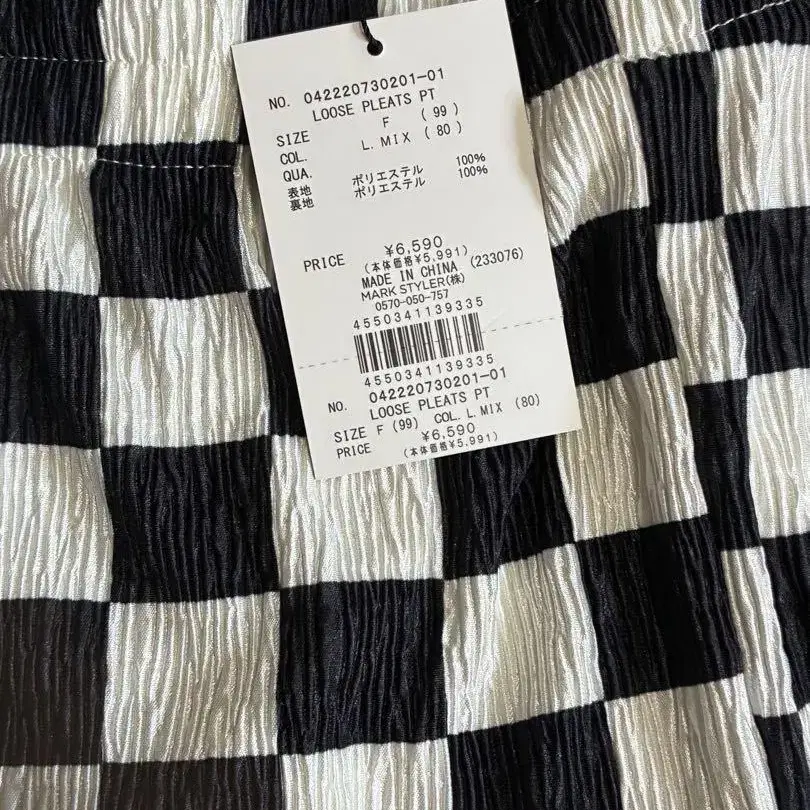 NO. 042220730201-01
LOOSE PLEATS PT
SIZE F (99)
COL. L. MIX (80)
QUA.
表地 ポリエステル 100%
裏地 ポリエステル 100%
PRICE ¥6,590
(本体価格¥5,991)
MADE IN CHINA (233076)
MARK STYLER(株)
0570-050-757
4550341139335
4550341139335
NO. 042220730201-01
LOOSE PLEATS PT
SIZE F (99) COL. L. MIX (80)
PRICE ¥6,590
(本体価格¥5,991)